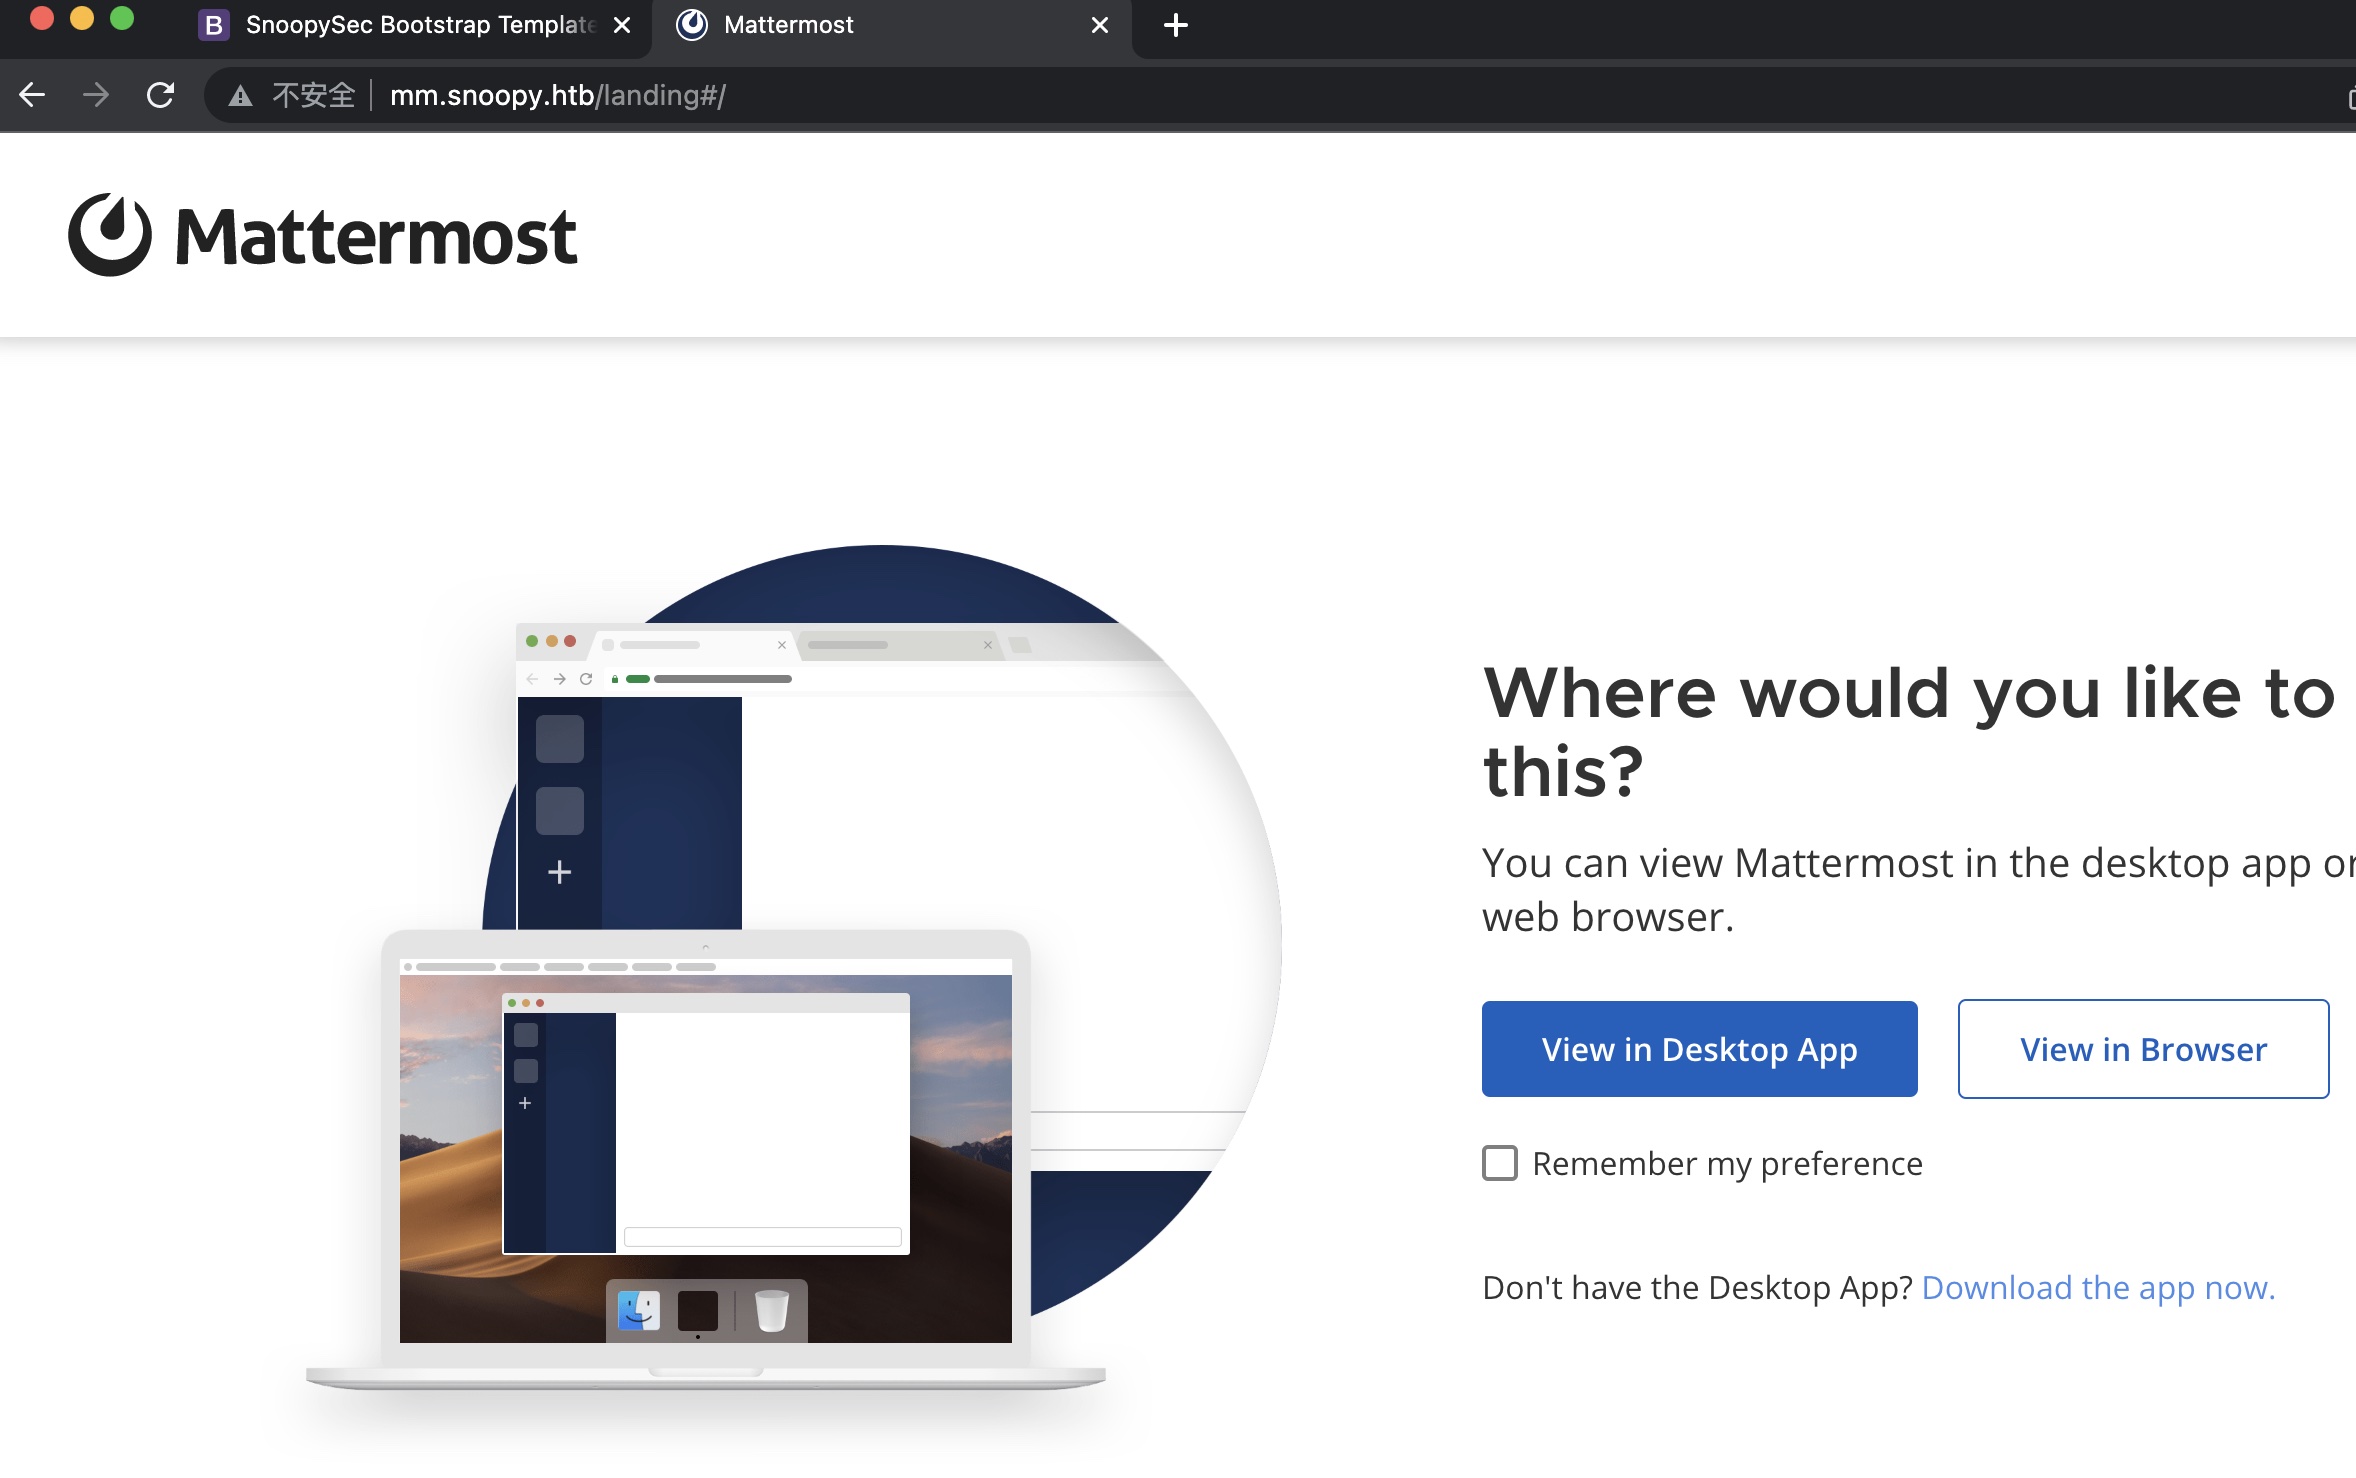 B SnoopySec Bootstrap Template
Mattermost
不安全 mm.snoopy.htb/landing#/
Mattermost
Where would you like to
this?
You can view Mattermost in the desktop app or
web browser.
View in Desktop App
View in Browser
Remember my preference
Don't have the Desktop App? Download the app now.